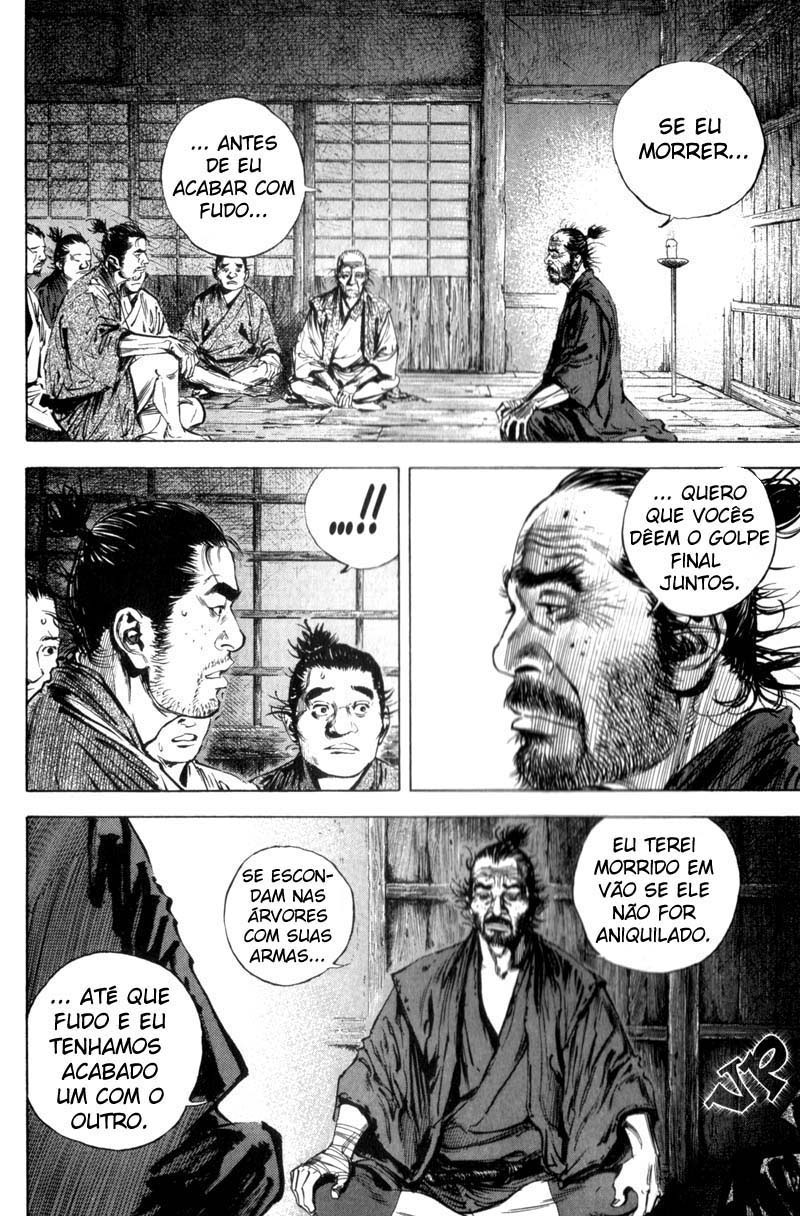 SE EU
MORRER...
... ANTES
DE EU
ACABAR COM
FUDO...
... QUERO
QUE VOCÊS
DÊEM O GOLPE
FINAL
JUNTOS.
...!!
EU TEREI
MORRIDO EM
VÃO SE ELE
NÃO FOR
ANIQUILADO.
SE ESCON-
DAM NAS
ÁRVORES
COM SUAS
ARMAS...
... ATÉ QUE
FUDO E EU
TENHAMOS
ACABADO
UM COM O
OUTRO.